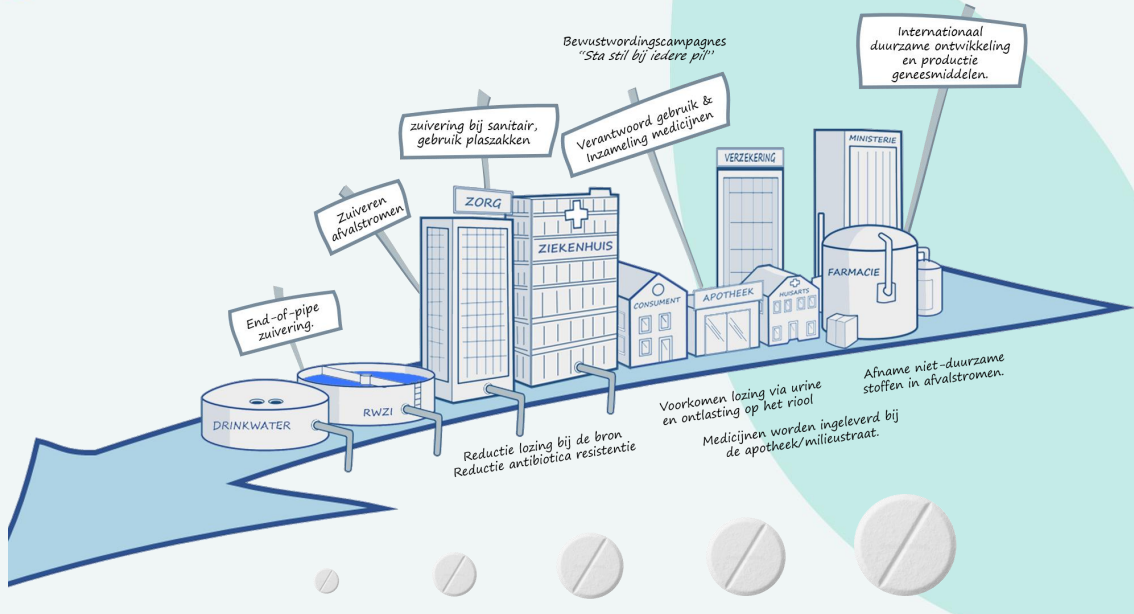 Bewustwordingscampagnes
“Sta stil bij iedere pil”
Internationaal
duurzame ontwikkeling
en productie
geneesmiddelen.
zuivering bij sanitair,
gebruik plaszakken
Verantwoord gebruik &
Inzameling medicijnen
Zuiveren
afvalstromen
End-of-pipe
zuivering.
MINISTERIE
VERZEKERING
ZORG
ZIEKENHUIS
FARMACIE
CONSUMENT
APOTHEEK
HUISARTS
RWZI
DRINKWATER
Afname niet-duurzame
stoffen in afvalstromen.
Voorkomen lozing via urine
en ontlasting op het riool
Medicijnen worden ingeleverd bij
de apotheek/milieustraat.
Reductie lozing bij de bron
Reductie antibiotica resistentie